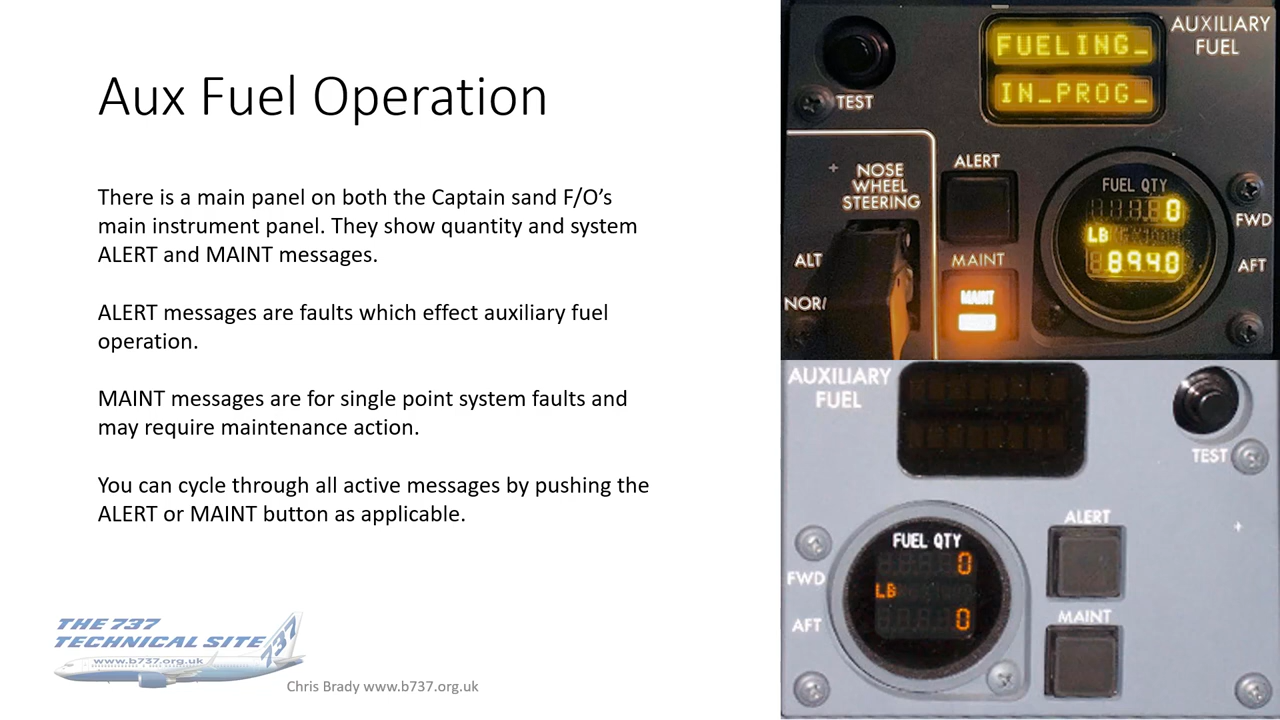 Aux Fuel Operation
There is a main panel on both the Captain sand F/O’s
main instrument panel. They show quantity and system
ALERT and MAINT messages.
ALERT messages are faults which effect auxiliary fuel
operation.
MAINT messages are for single point system faults and
may require maintenance action.
You can cycle through all active messages by pushing the
ALERT or MAINT button as applicable.
THE 737
TECHNICAL SITE
737
www.b737.org.uk
Chris Brady www.b737.org.uk
FUELING_
IN_PROG_
AUXILIARY
FUEL
TEST
NOSE
WHEEL
STEERING
ALT
NOR
ALERT
MAINT
MAINT
FUEL QTY
0
LB
8940
FWD
AFT
AUXILIARY
FUEL
TEST
FUEL QTY
0
LB
0
FWD
AFT
ALERT
MAINT